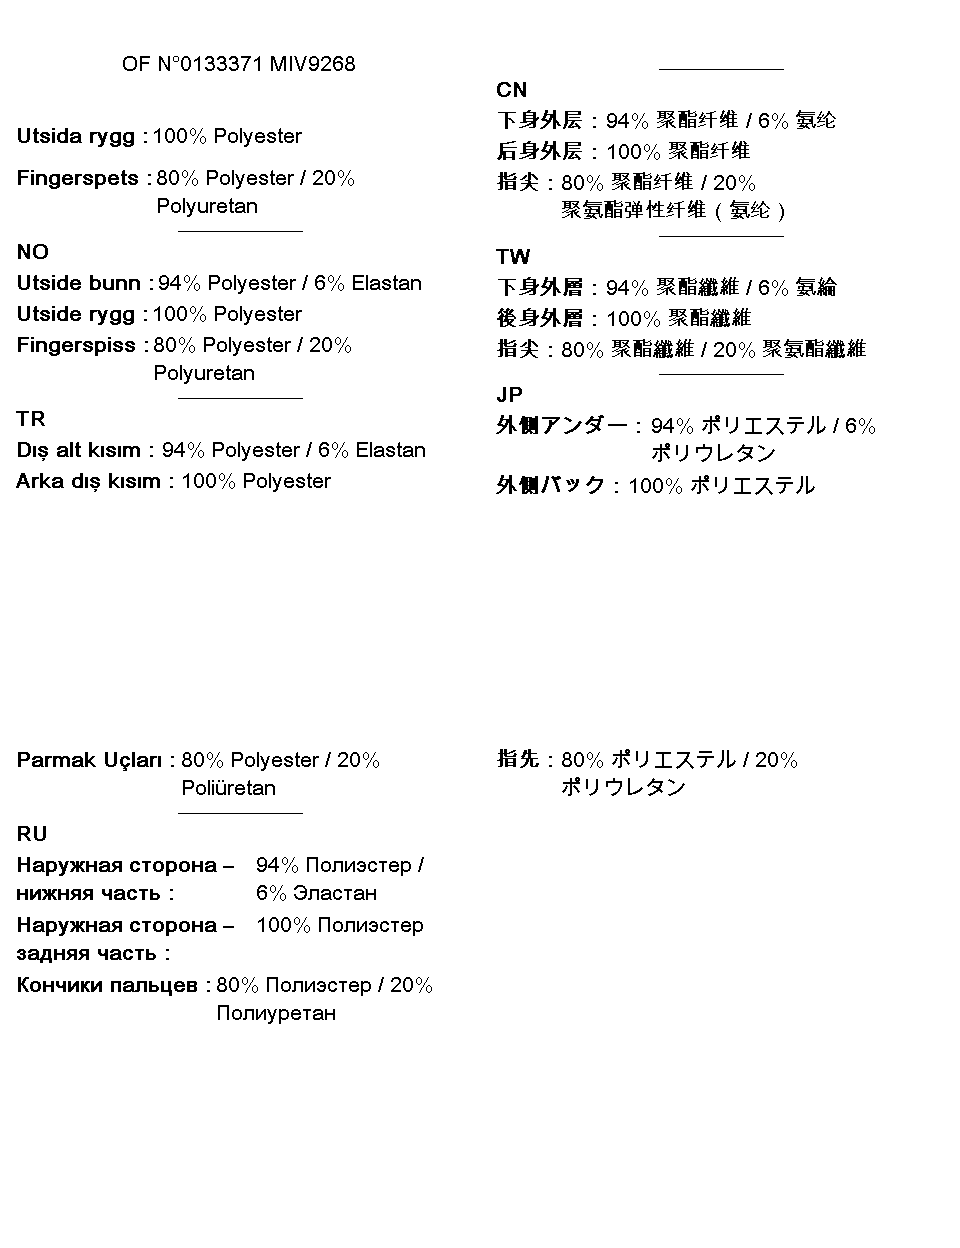 OF N°0133371 MIV9268
Utsida rygg : 100% Polyester
Fingerspets : 80% Polyester / 20%
Polyuretan
NO
Utside bunn : 94% Polyester / 6% Elastan
Utside rygg : 100% Polyester
Fingerspiss : 80% Polyester / 20%
Polyuretan
TR
Dış alt kısım : 94% Polyester / 6% Elastan
Arka dış kısım : 100% Polyester
Parmak Uçları : 80% Polyester / 20%
Poliüretan
RU
Наружная сторона – 94% Полиэстер /
нижняя часть : 6% Эластан
Наружная сторона – 100% Полиэстер
задняя часть :
Кончики пальцев : 80% Полиэстер / 20%
Полиуретан
CN
下身外层 : 94% 聚酯纤维 / 6% 氨纶
后身外层 : 100% 聚酯纤维
指尖 : 80% 聚酯纤维 / 20%
聚氨酯弹性纤维（氨纶）
TW
下身外層 : 94% 聚酯纖維 / 6% 氨綸
後身外層 : 100% 聚酯纖維
指尖 : 80% 聚酯纖維 / 20% 聚氨酯纖維
JP
外側アンダー : 94% ポリエステル / 6%
ポリウレタン
外側バック : 100% ポリエステル
指先 : 80% ポリエステル / 20%
ポリウレタン